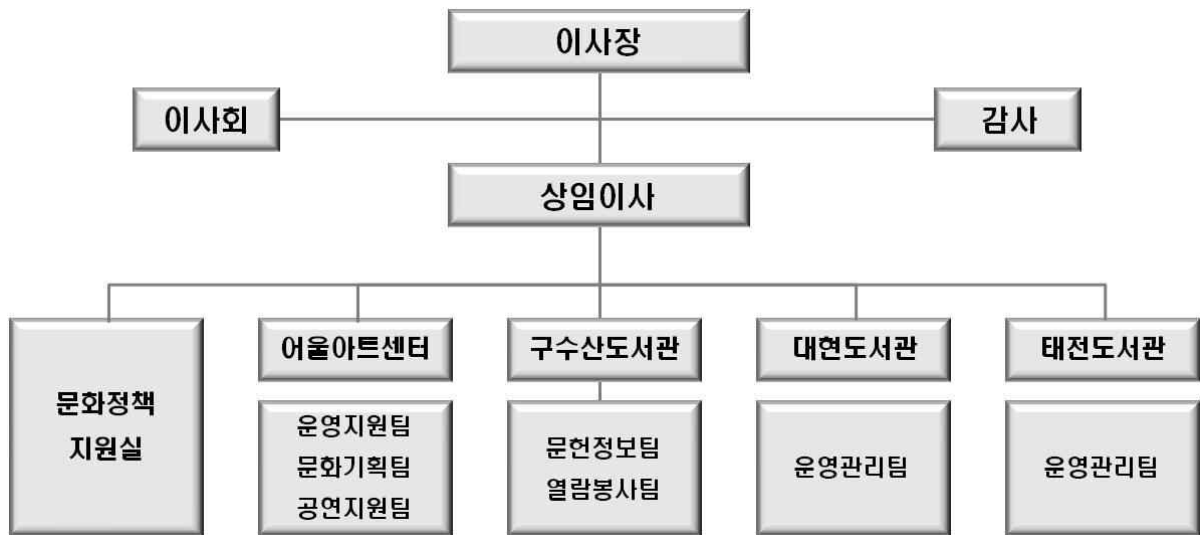 이사장
이사회
감사
상임이사
문화정책
지원실
어울아트센터
운영지원팀
문화기획팀
공연지원팀
구수산도서관
문헌정보팀
열람봉사팀
대현도서관
운영관리팀
태전도서관
운영관리팀